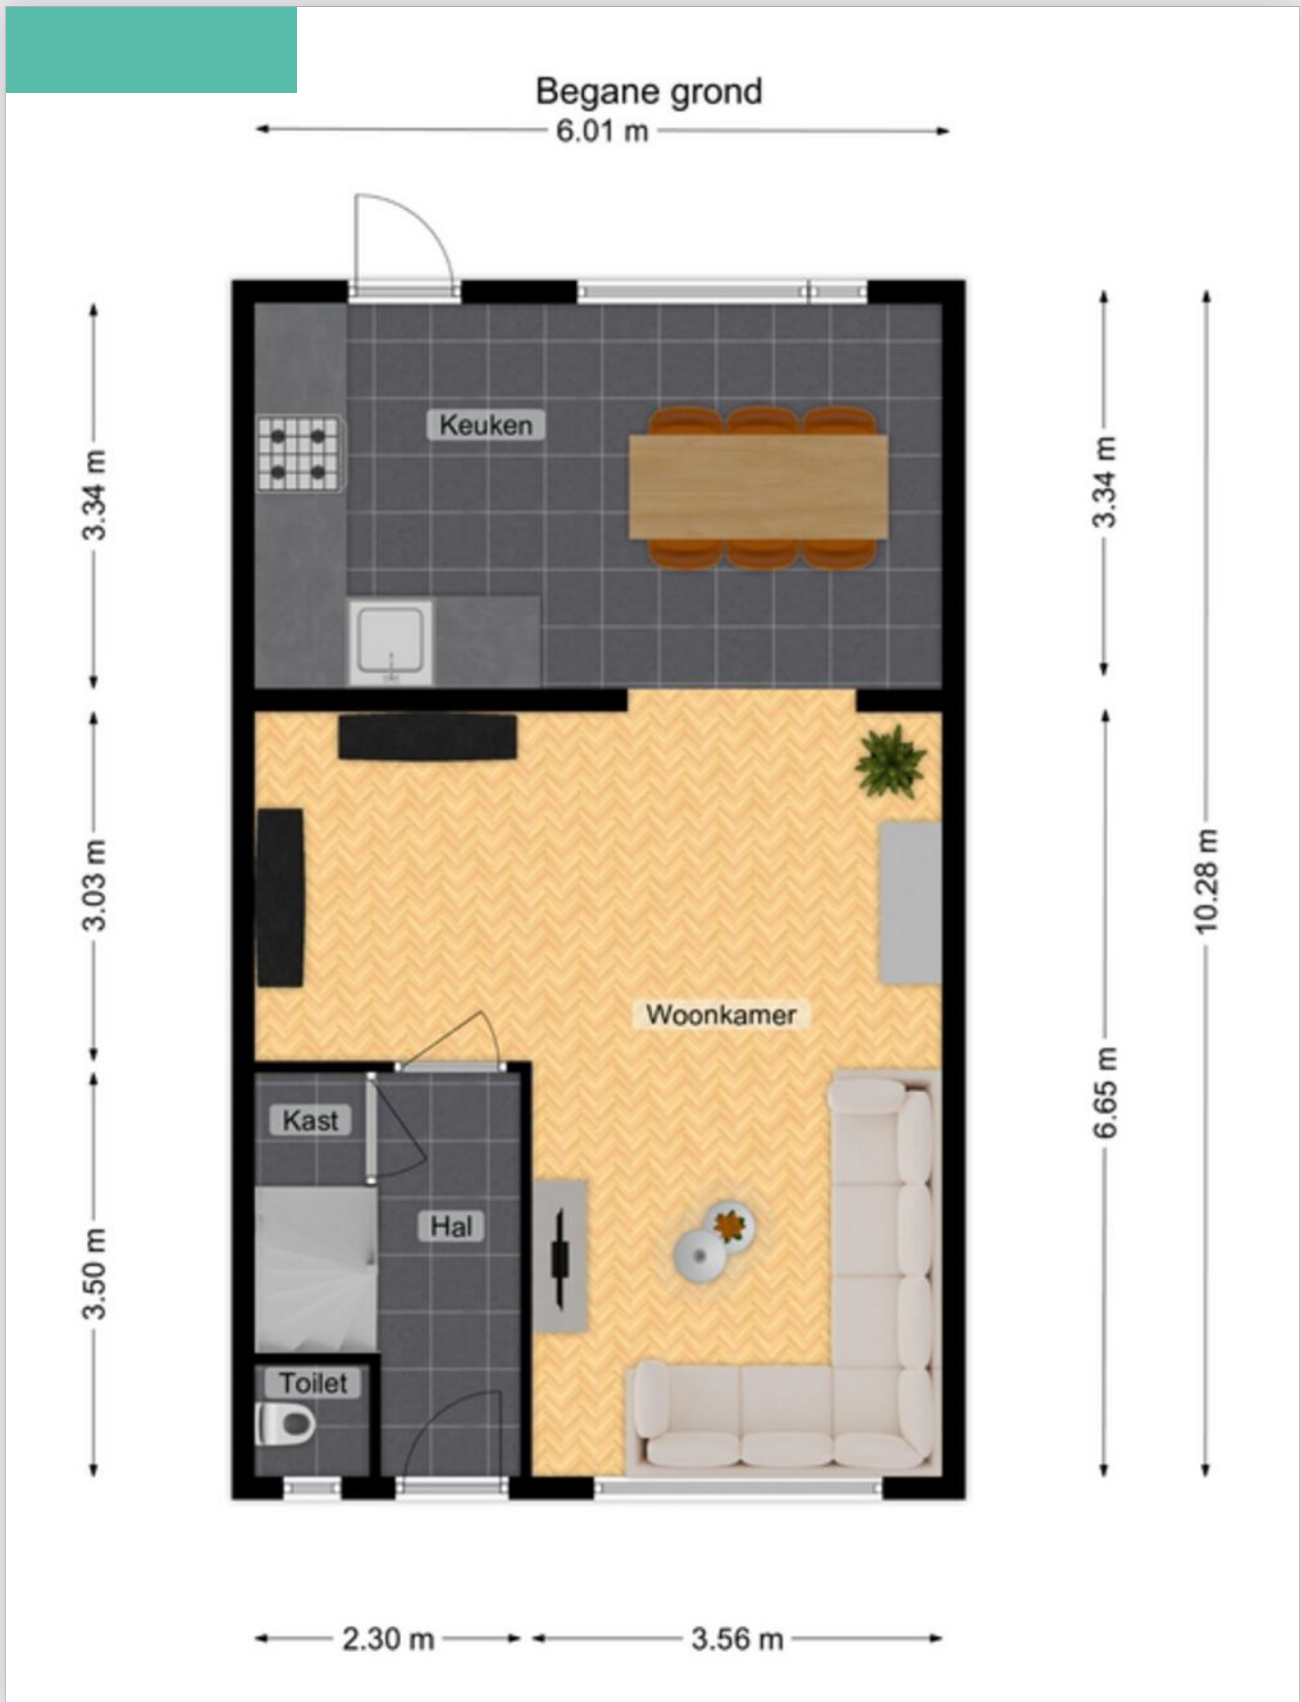 Begane grond
6.01 m
Keuken
3.34 m
3.34 m
3.03 m
10.28 m
Woonkamer
6.65 m
Kast
Hal
3.50 m
Toilet
2.30 m
3.56 m